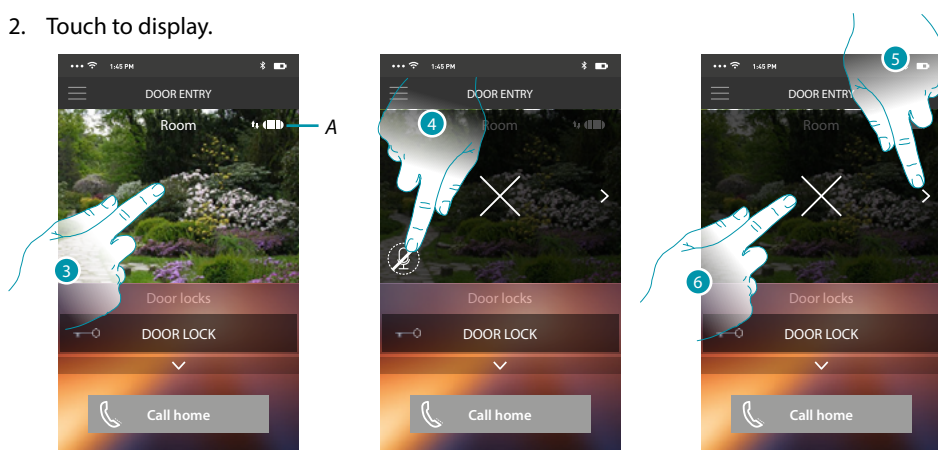 2. Touch to display.
1:45 PM
DOOR ENTRY
Room
A
3
Door locks
DOOR LOCK
Call home
1:45 PM
DOOR ENTRY
4
Room
Door locks
DOOR LOCK
Call home
1:45 PM
5
DOOR ENTRY
Room
6
Door locks
DOOR LOCK
Call home